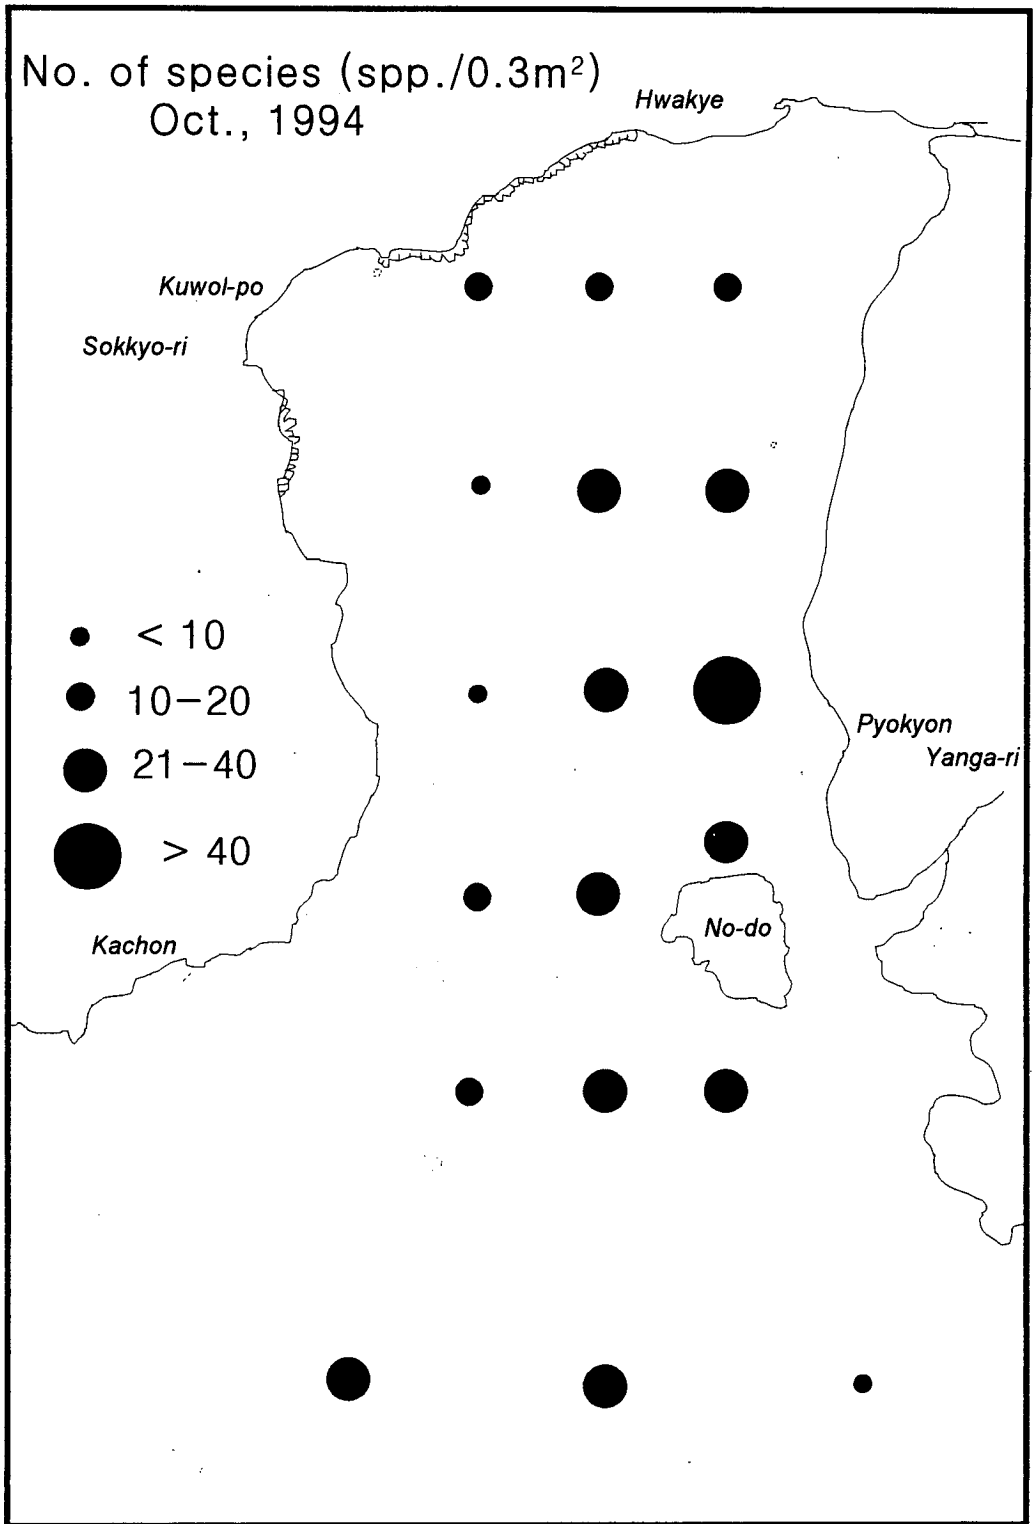 No. of species (spp./0.3m²)
Oct., 1994
Hwakye
Kuwol-po
Sokkyo-ri
< 10
10-20
21-40
> 40
Pyokyon
Yanga-ri
No-do
Kachon